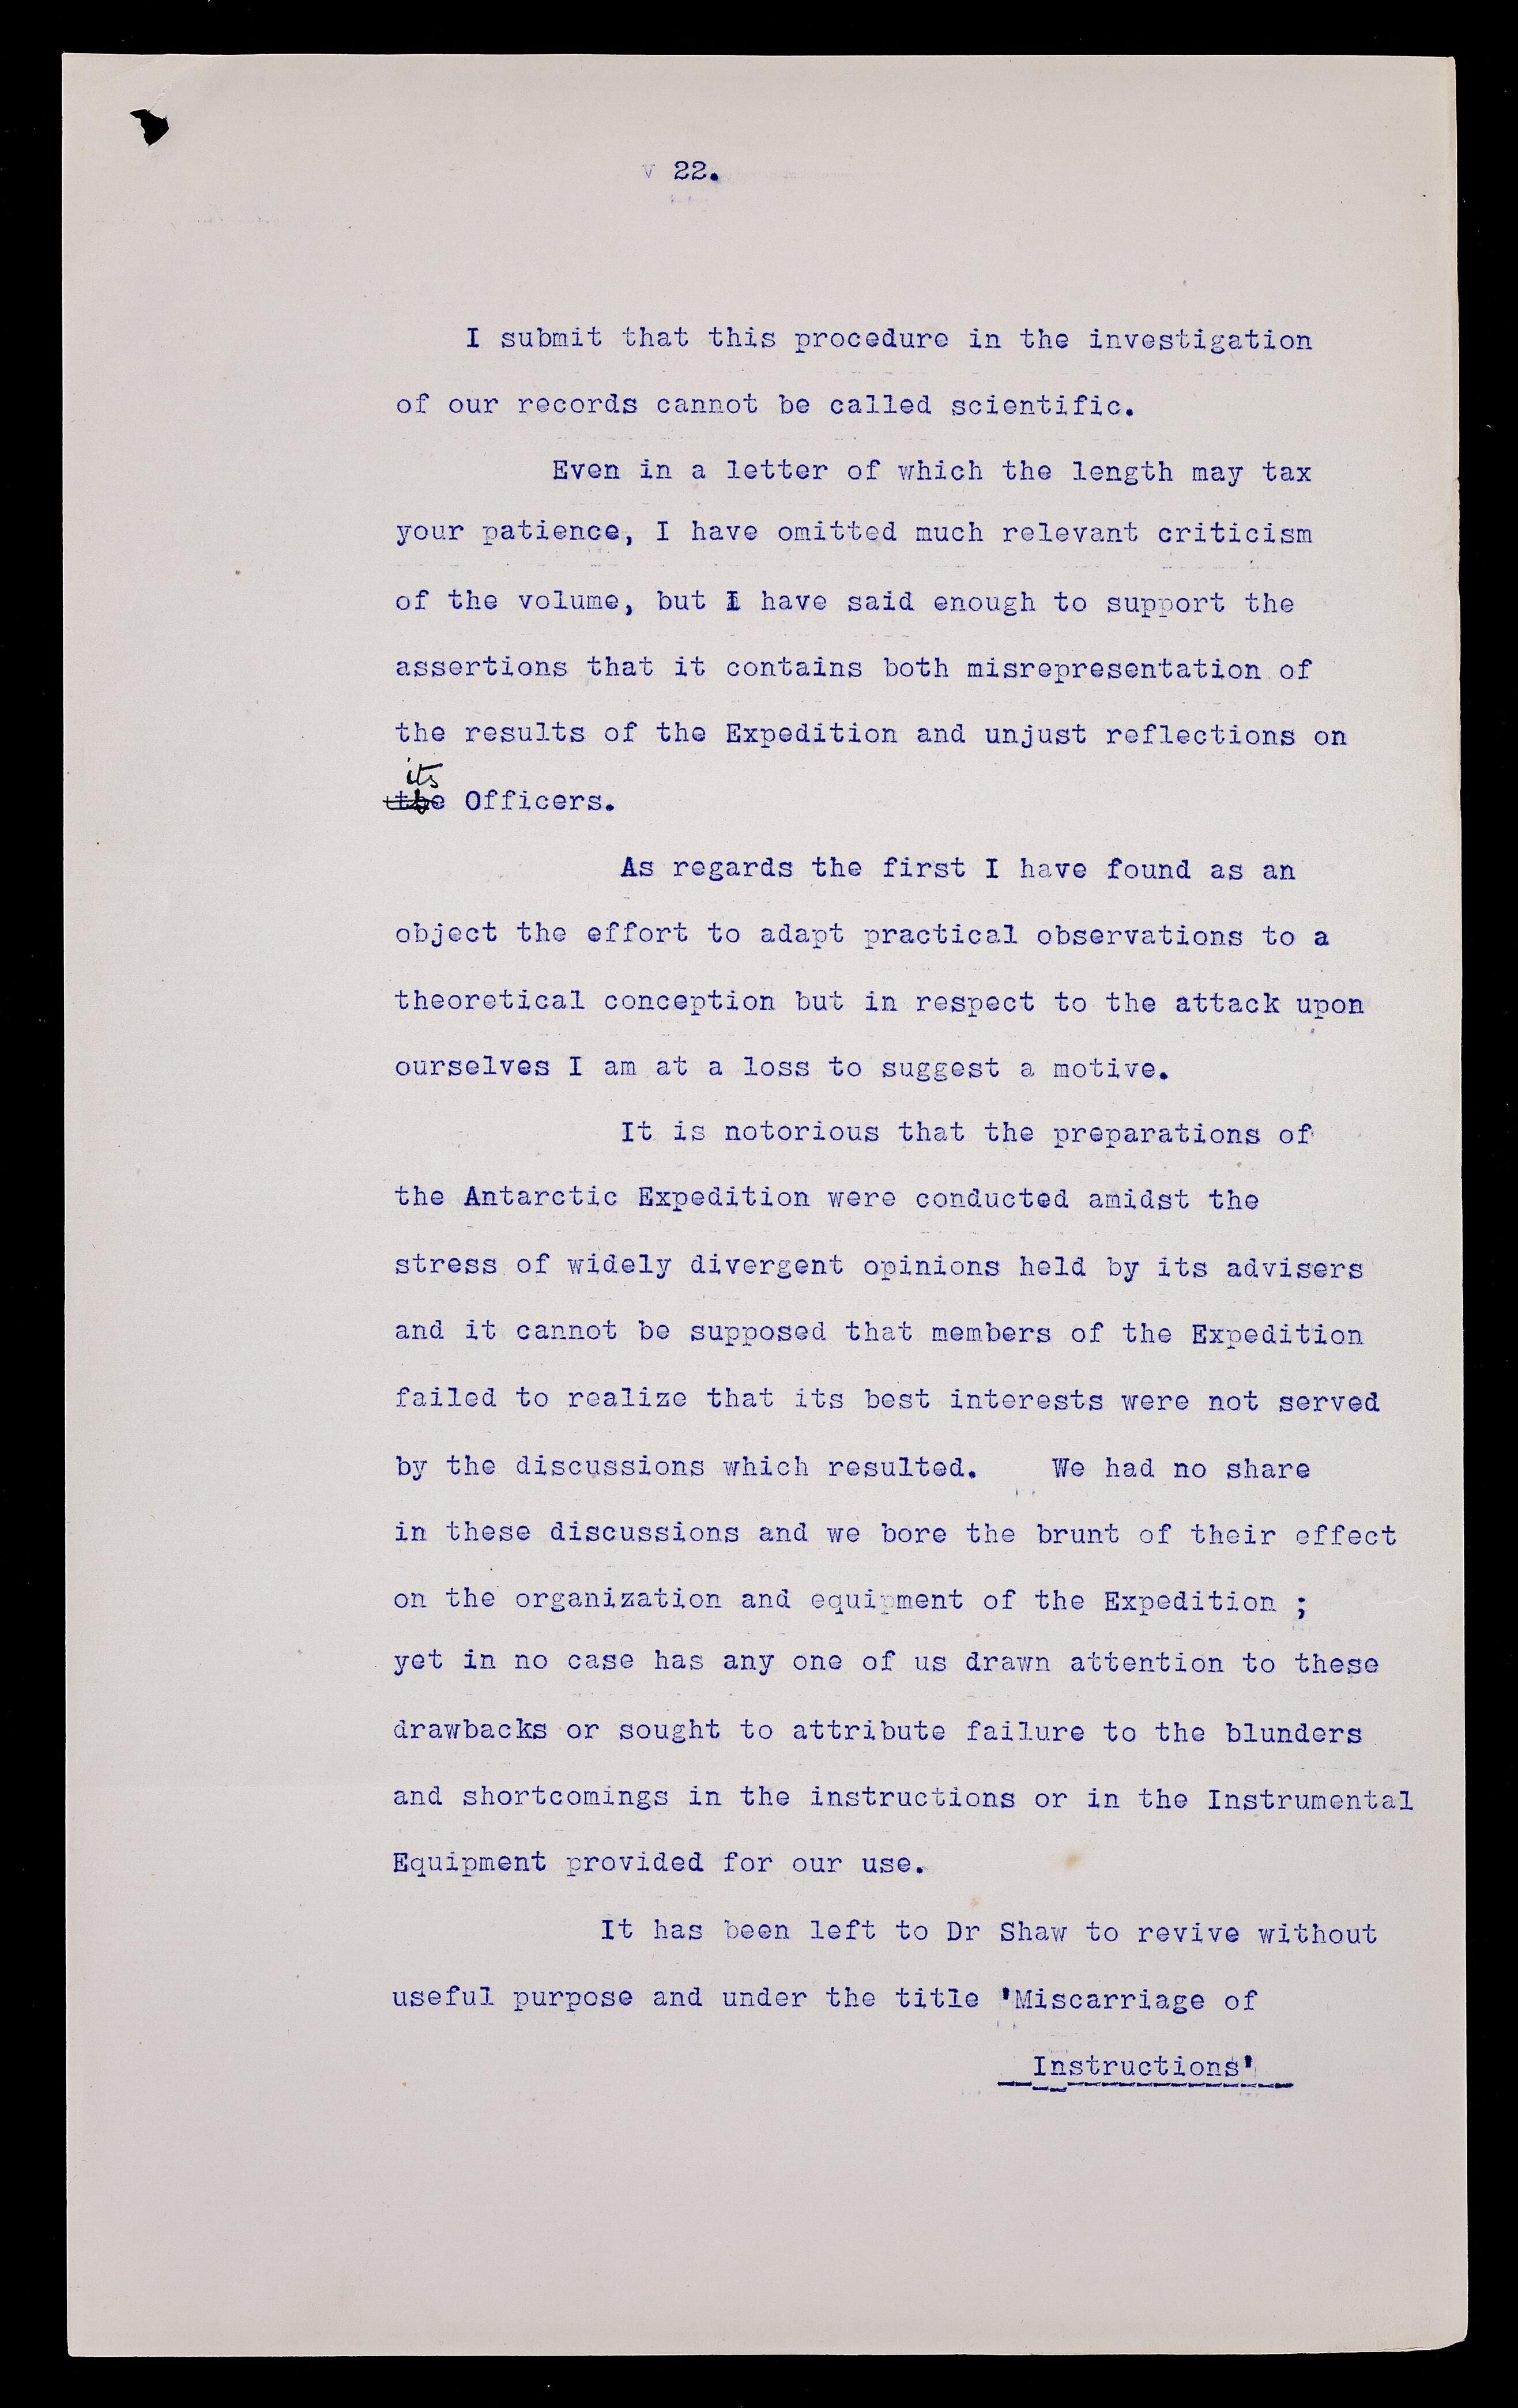 22.
I submit that this procedure in the investigation
of our records cannot be called scientific.
Even in a letter of which the length may tax
your patience, I have omitted much relevant criticism
of the volume, but I have said enough to support the
assertions that it contains both misrepresentation of
the results of the Expedition and unjust reflections on
its
the Officers.
As regards the first I have found as an
object the effort to adapt practical observations to a
theoretical conception but in respect to the attack upon
ourselves I am at a loss to suggest a motive.
It is notorious that the preparations of
the Antarctic Expedition were conducted amidst the
stress of widely divergent opinions held by its advisers
and it cannot be supposed that members of the Expedition
failed to realize that its best interests were not served
by the discussions which resulted. We had no share
in these discussions and we bore the brunt of their effect
on the organization and equipment of the Expedition ;
yet in no case has any one of us drawn attention to these
drawbacks or sought to attribute failure to the blunders
and shortcomings in the instructions or in the Instrumental
Equipment provided for our use.
It has been left to Dr Shaw to revive without
useful purpose and under the title 'Miscarriage of
Instructions'